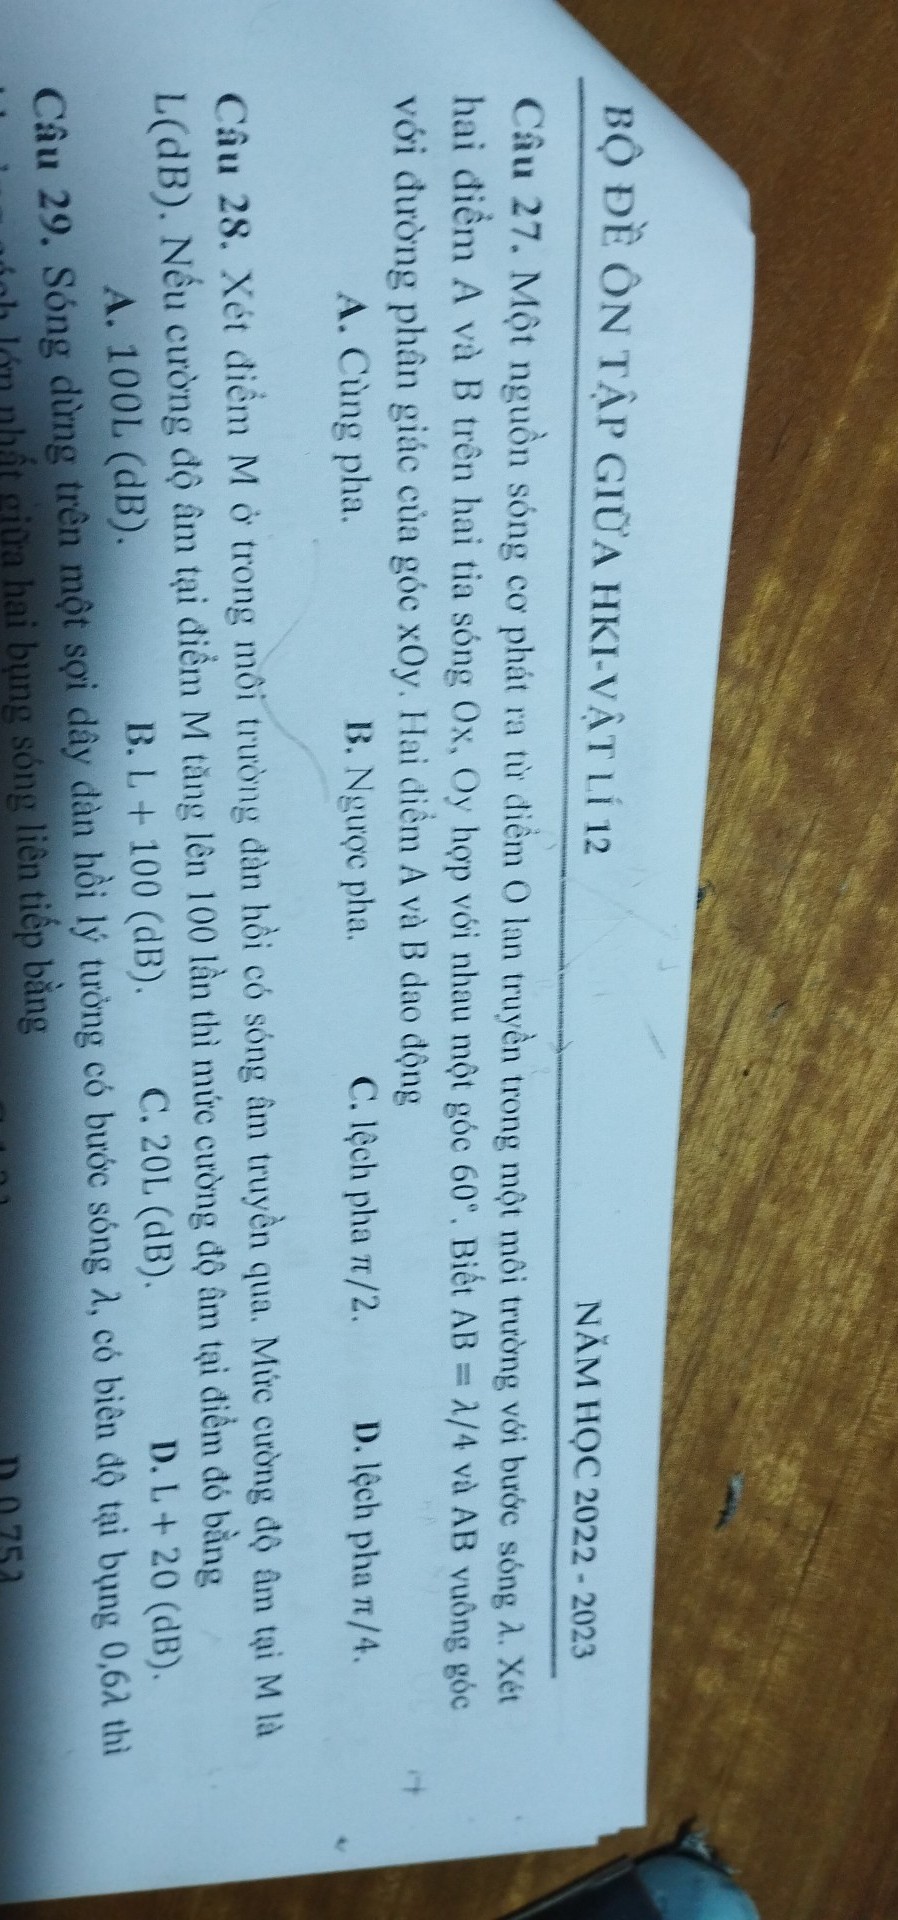 BỘ ĐỀ ÔN TẬP GIỮA HKI-VẬT LÍ 12 NĂM HỌC 2022 - 2023
Câu 27. Một nguồn sóng cơ phát ra từ điểm O lan truyền trong một môi trường với bước sóng λ. Xét
hai điểm A và B trên hai tia sóng Ox, Oy hợp với nhau một góc 60°. Biết AB = λ/4 và AB vuông góc
với đường phân giác của góc xOy. Hai điểm A và B dao động
A. Cùng pha. B. Ngược pha. C. lệch pha π/2. D. lệch pha π/4.
Câu 28. Xét điểm M ở trong môi trường đàn hồi có sóng âm truyền qua. Mức cường độ âm tại M là
L(dB). Nếu cường độ âm tại điểm M tăng lên 100 lần thì mức cường độ âm tại điểm đó bằng
A. 100L (dB). B. L + 100 (dB). C. 20L (dB). D. L + 20 (dB).
Câu 29. Sóng dừng trên một sợi dây đàn hồi lý tưởng có bước sóng λ, có biên độ tại bụng 0,6λ thì
cách lớn nhất giữa hai bụng sóng liên tiếp bằng
D 0,75λ